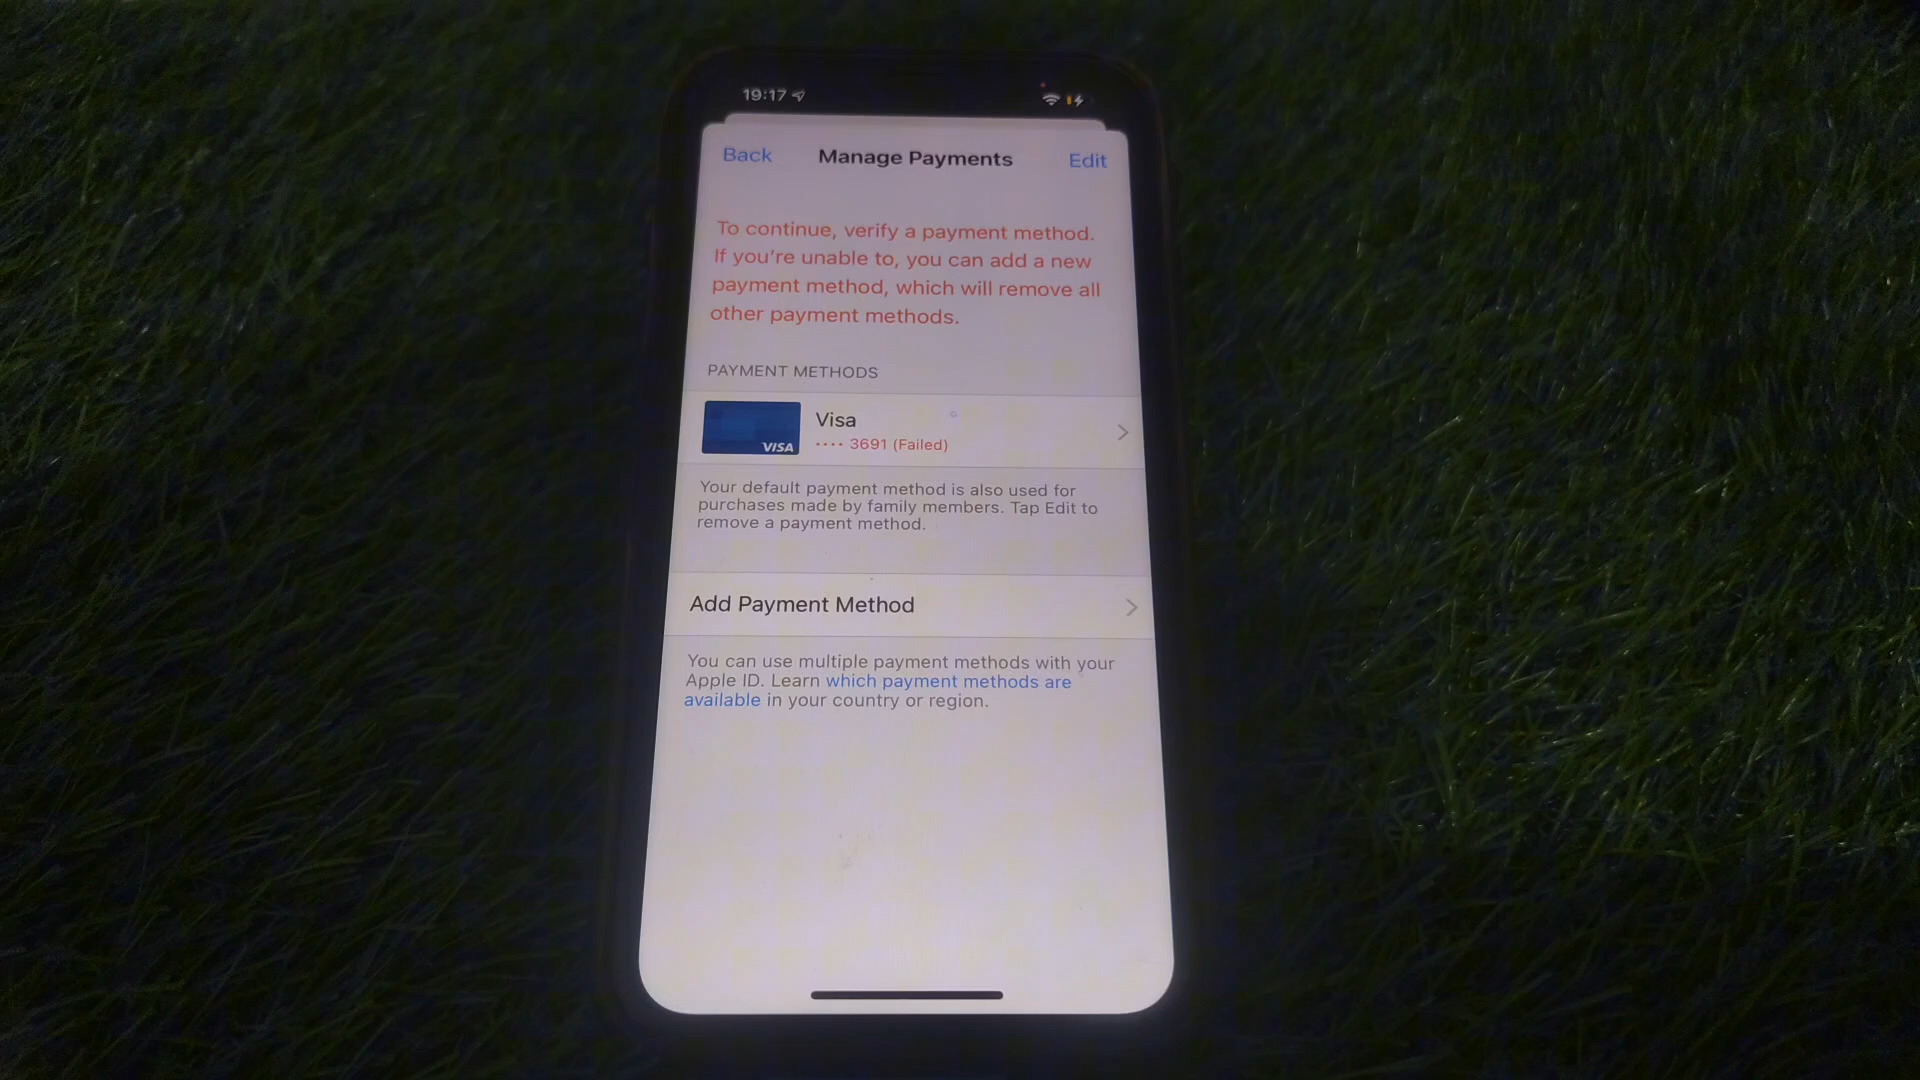 19:17
Back Manage Payments Edit
To continue, verify a payment method.
If you're unable to, you can add a new
payment method, which will remove all
other payment methods.
PAYMENT METHODS
VISA
Visa
•••• 3691 (Failed)
Your default payment method is also used for
purchases made by family members. Tap Edit to
remove a payment method.
Add Payment Method
You can use multiple payment methods with your
Apple ID. Learn which payment methods are
available in your country or region.